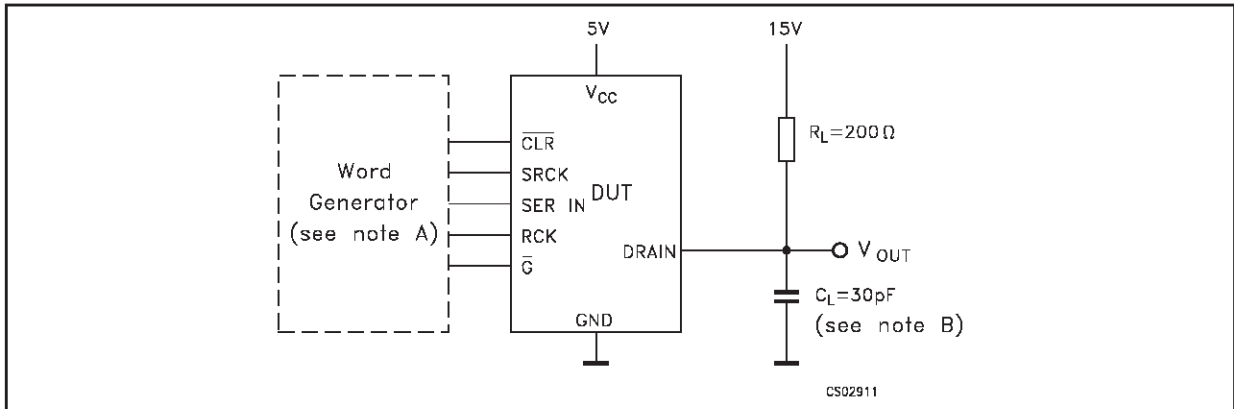 5V
15V
V_CC
Word
Generator
(see note A)
C̅L̅R̅
SRCK
SER IN
RCK
G̅
DUT
DRAIN
GND
R_L=200Ω
V_OUT
C_L=30pF
(see note B)
CS02911